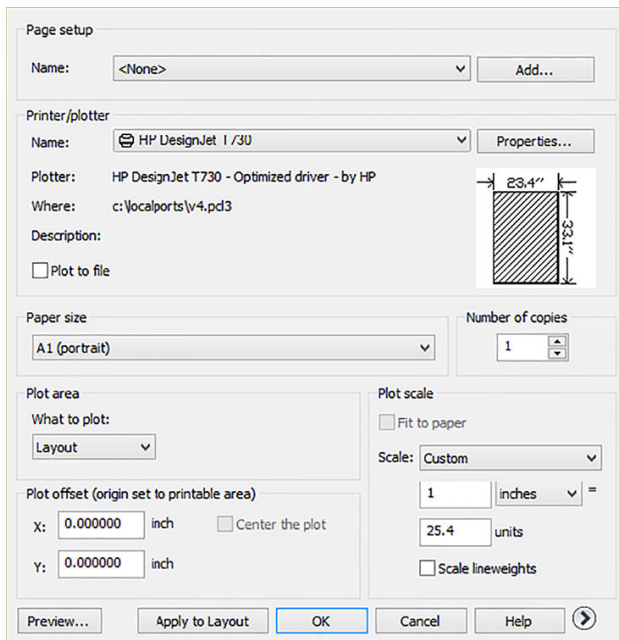 Page setup
Name: <None> Add...
Printer/plotter
Name: HP DesignJet T730 Properties...
Plotter: HP DesignJet T730 - Optimized driver - by HP
Where: c:\localports\v4.pcl3
Description:
Plot to file
23.4″
33.1″
Paper size
A1 (portrait)
Number of copies
1
Plot area
What to plot:
Layout
Plot offset (origin set to printable area)
X: 0.000000 inch Center the plot
Y: 0.000000 inch
Plot scale
Fit to paper
Scale: Custom
1 inches =
25.4 units
Scale lineweights
Preview... Apply to Layout OK Cancel Help